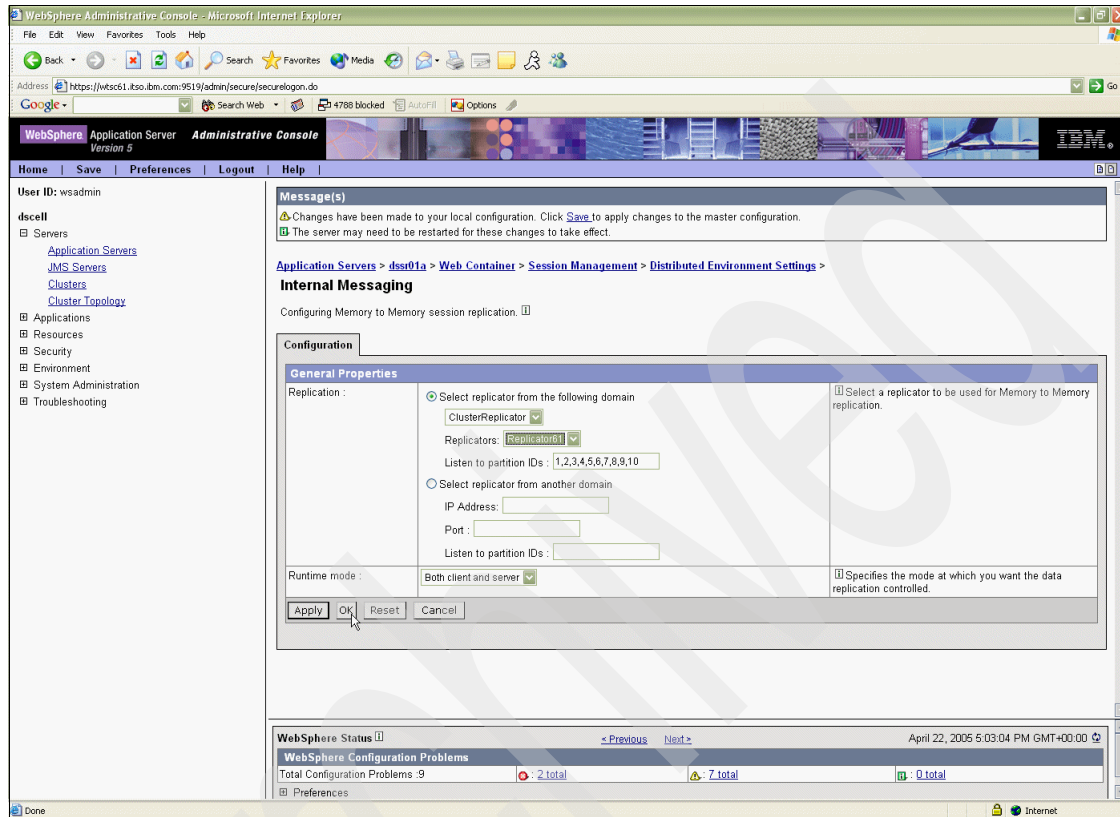 WebSphere Administrative Console - Microsoft Internet Explorer
File Edit View Favorites Tools Help
Back Search Favorites Media
Address https://wtsc61.itso.ibm.com:9519/admin/secure/securelogon.do Go
Google Search Web 4788 blocked AutoFill Options
WebSphere Application Server Administrative Console
Version 5
IBM
Home | Save | Preferences | Logout | Help |
User ID: wsadmin
dscell
Servers
Application Servers
JMS Servers
Clusters
Cluster Topology
Applications
Resources
Security
Environment
System Administration
Troubleshooting
Message(s)
Changes have been made to your local configuration. Click Save to apply changes to the master configuration.
The server may need to be restarted for these changes to take effect.
Application Servers > dssr01a > Web Container > Session Management > Distributed Environment Settings >
Internal Messaging
Configuring Memory to Memory session replication.
Configuration
General Properties
Replication :
Select replicator from the following domain
ClusterReplicator
Replicators: Replicator61
Listen to partition IDs : 1,2,3,4,5,6,7,8,9,10
Select replicator from another domain
IP Address:
Port :
Listen to partition IDs :
Select a replicator to be used for Memory to Memory
replication.
Runtime mode : Both client and server
Specifies the mode at which you want the data
replication controlled.
Apply OK Reset Cancel
WebSphere Status < Previous Next > April 22, 2005 5:03:04 PM GMT+00:00
WebSphere Configuration Problems
Total Configuration Problems :9 : 2 total : 7 total : 0 total
Preferences
Done Internet
Archived